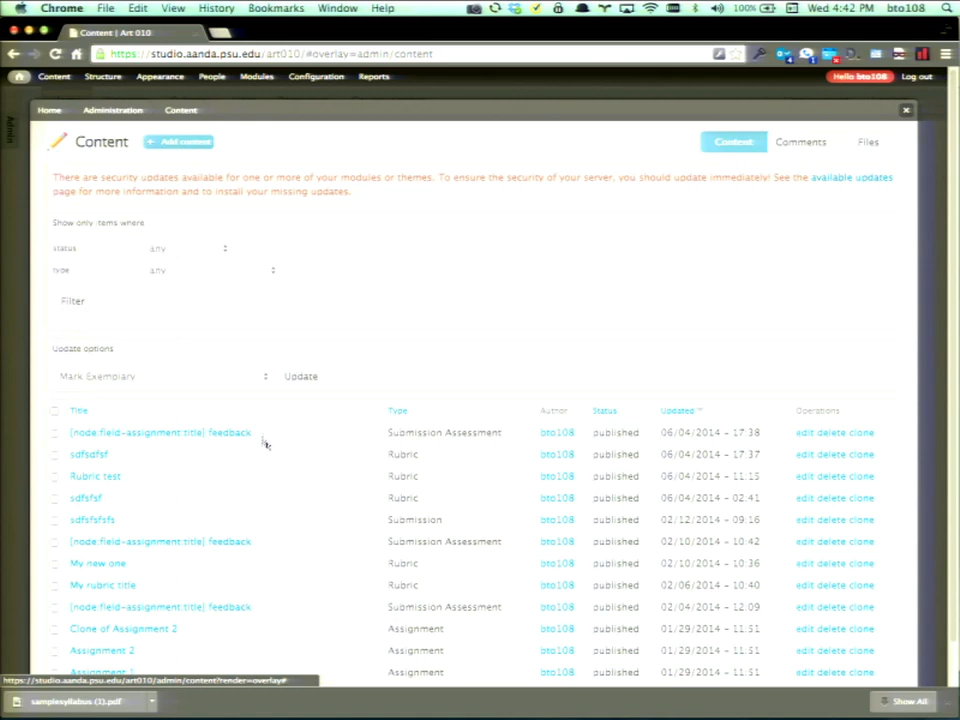 Chrome File Edit View History Bookmarks Window Help 100% Wed 4:42 PM bto108
Content | Art 010
https://studio.aanda.psu.edu/art010/#overlay=admin/content
Content Structure Appearance People Modules Configuration Reports Hello bto108 Log out
Home Administration Content
Admin
Content + Add content Content Comments Files
There are security updates available for one or more of your modules or themes. To ensure the security of your server, you should update immediately! See the available updates
page for more information and to install your missing updates.
Show only items where
status any
type any
Filter
Update options
Mark Exemplary Update
Title Type Author Status Updated Operations
[node:field-assignment:title] feedback Submission Assessment bto108 published 06/04/2014 - 17:38 edit delete clone
sdfsdfsf Rubric bto108 published 06/04/2014 - 17:37 edit delete clone
Rubric test Rubric bto108 published 06/04/2014 - 11:15 edit delete clone
sdfsfsf Rubric bto108 published 06/04/2014 - 02:41 edit delete clone
sdfsfsfsfs Submission bto108 published 02/12/2014 - 09:16 edit delete clone
[node:field-assignment:title] feedback Submission Assessment bto108 published 02/10/2014 - 10:42 edit delete clone
My new one Rubric bto108 published 02/10/2014 - 10:36 edit delete clone
My rubric title Rubric bto108 published 02/06/2014 - 10:40 edit delete clone
[node:field-assignment:title] feedback Submission Assessment bto108 published 02/04/2014 - 12:09 edit delete clone
Clone of Assignment 2 Assignment bto108 published 01/29/2014 - 11:51 edit delete clone
Assignment 2 Assignment bto108 published 01/29/2014 - 11:51 edit delete clone
Assignment 1 Assignment bto108 published 01/29/2014 - 11:51 edit delete clone
https://studio.aanda.psu.edu/art010/admin/content?render=overlay#
samplesyllabus (1).pdf Show All